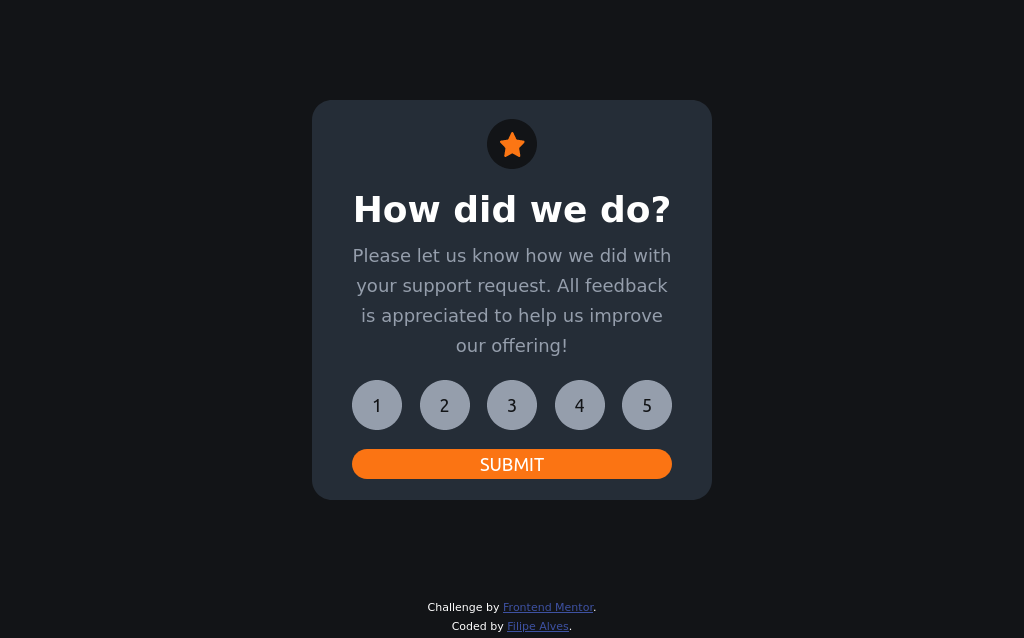 How did we do?
Please let us know how we did with
your support request. All feedback
is appreciated to help us improve
our offering!
1 2 3 4 5
SUBMIT
Challenge by Frontend Mentor.
Coded by Filipe Alves.